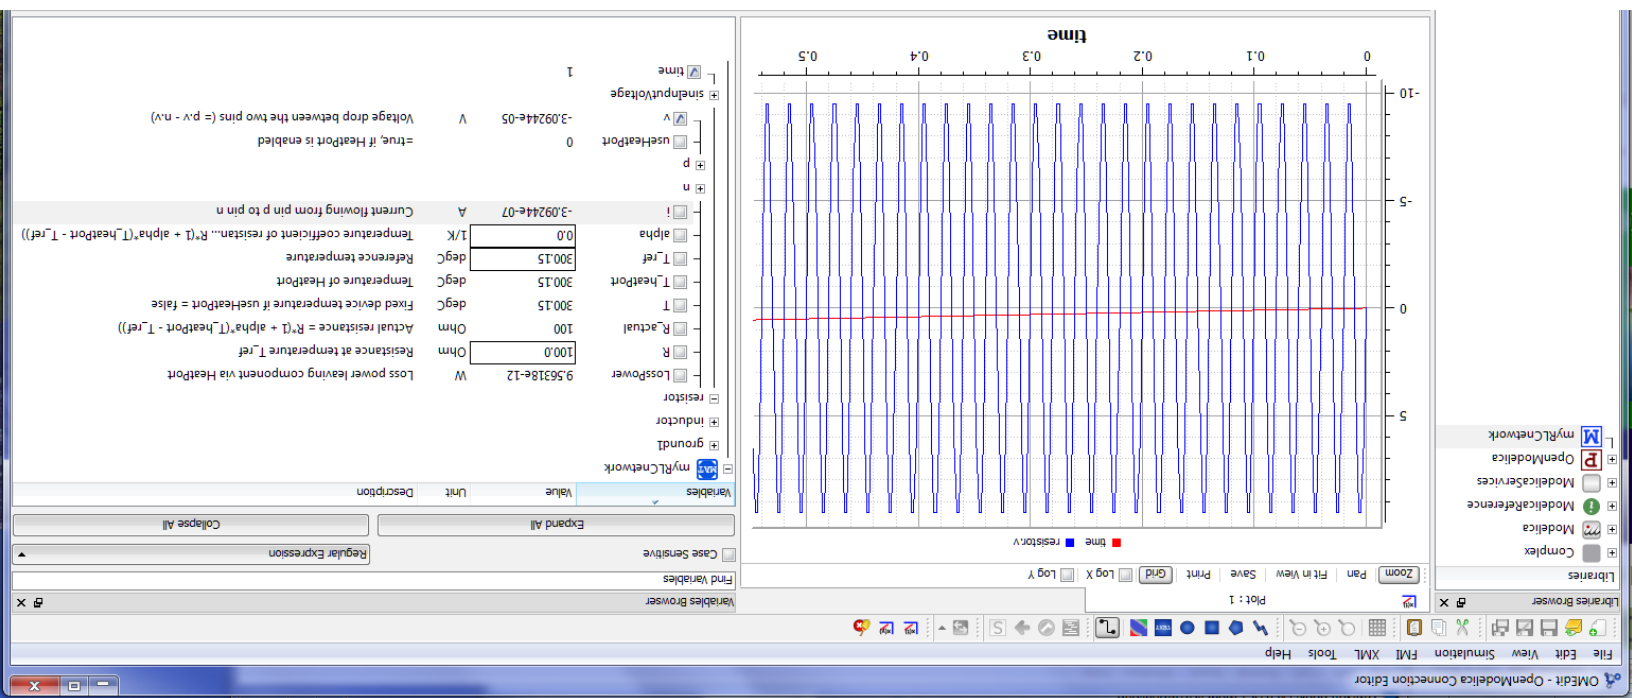 OMEdit - OpenModelica Connection Editor
File Edit View Simulation FMI XML Tools Help
Libraries Browser
Libraries
Complex
Modelica
ModelicaReference
ModelicaServices
OpenModelica
myRLCnetwork
Plot : 1
Zoom Pan Fit in View Save Print Grid Log X Log Y
time resistor.v
5
0
-5
-10
0 0.1 0.2 0.3 0.4 0.5
time
Variables Browser
Find Variables
Case Sensitive Regular Expression
Expand All Collapse All
Variables Value Unit Description
myRLCnetwork
ground1
inductor
resistor
LossPower 9.56318e-12 W Loss power leaving component via HeatPort
R 100.0 Ohm Resistance at temperature T_ref
R_actual 100 Ohm Actual resistance = R*(1 + alpha*(T_heatPort - T_ref))
T 300.15 degC Fixed device temperature if useHeatPort = false
T_heatPort 300.15 degC Temperature of HeatPort
T_ref 300.15 degC Reference temperature
alpha 0.0 1/K Temperature coefficient of resistan... R*(1 + alpha*(T_heatPort - T_ref))
i -3.09244e-07 A Current flowing from pin p to pin n
n
p
useHeatPort 0 =true, if HeatPort is enabled
v -3.09244e-05 V Voltage drop between the two pins (= p.v - n.v)
sineInputVoltage
time 1